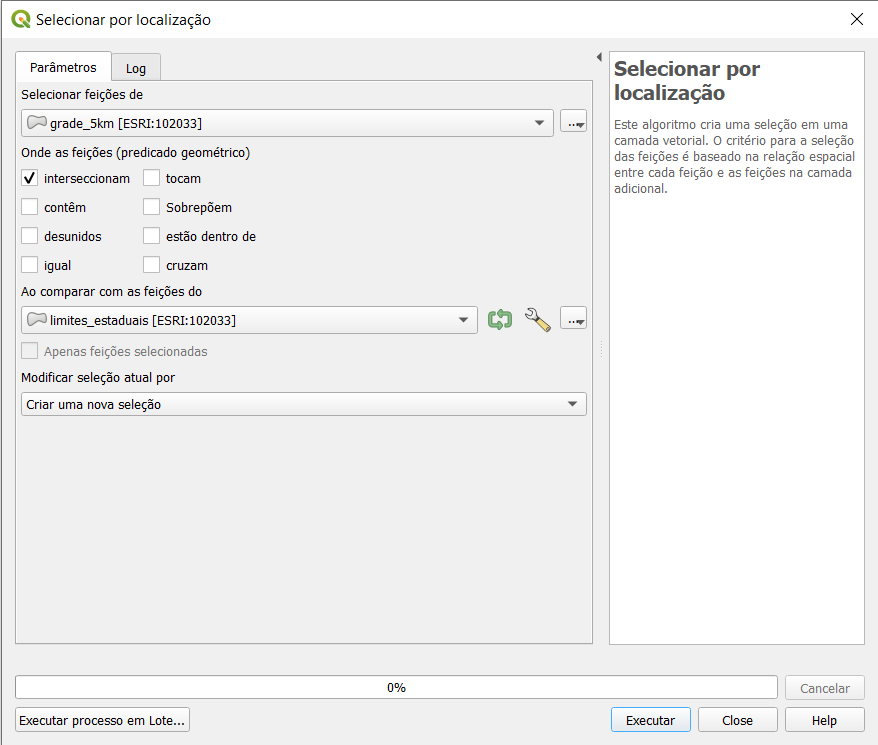 Selecionar por localização
Parâmetros
Log
Selecionar feições de
grade_5km [ESRI:102033]
...
Onde as feições (predicado geométrico)
interseccionam
tocam
contêm
Sobrepõem
desunidos
estão dentro de
igual
cruzam
Ao comparar com as feições do
limites_estaduais [ESRI:102033]
...
Apenas feições selecionadas
Modificar seleção atual por
Criar uma nova seleção
Selecionar por
localização
Este algoritmo cria uma seleção em uma
camada vetorial. O critério para a seleção
das feições é baseado na relação espacial
entre cada feição e as feições na camada
adicional.
0%
Cancelar
Executar processo em Lote...
Executar
Close
Help